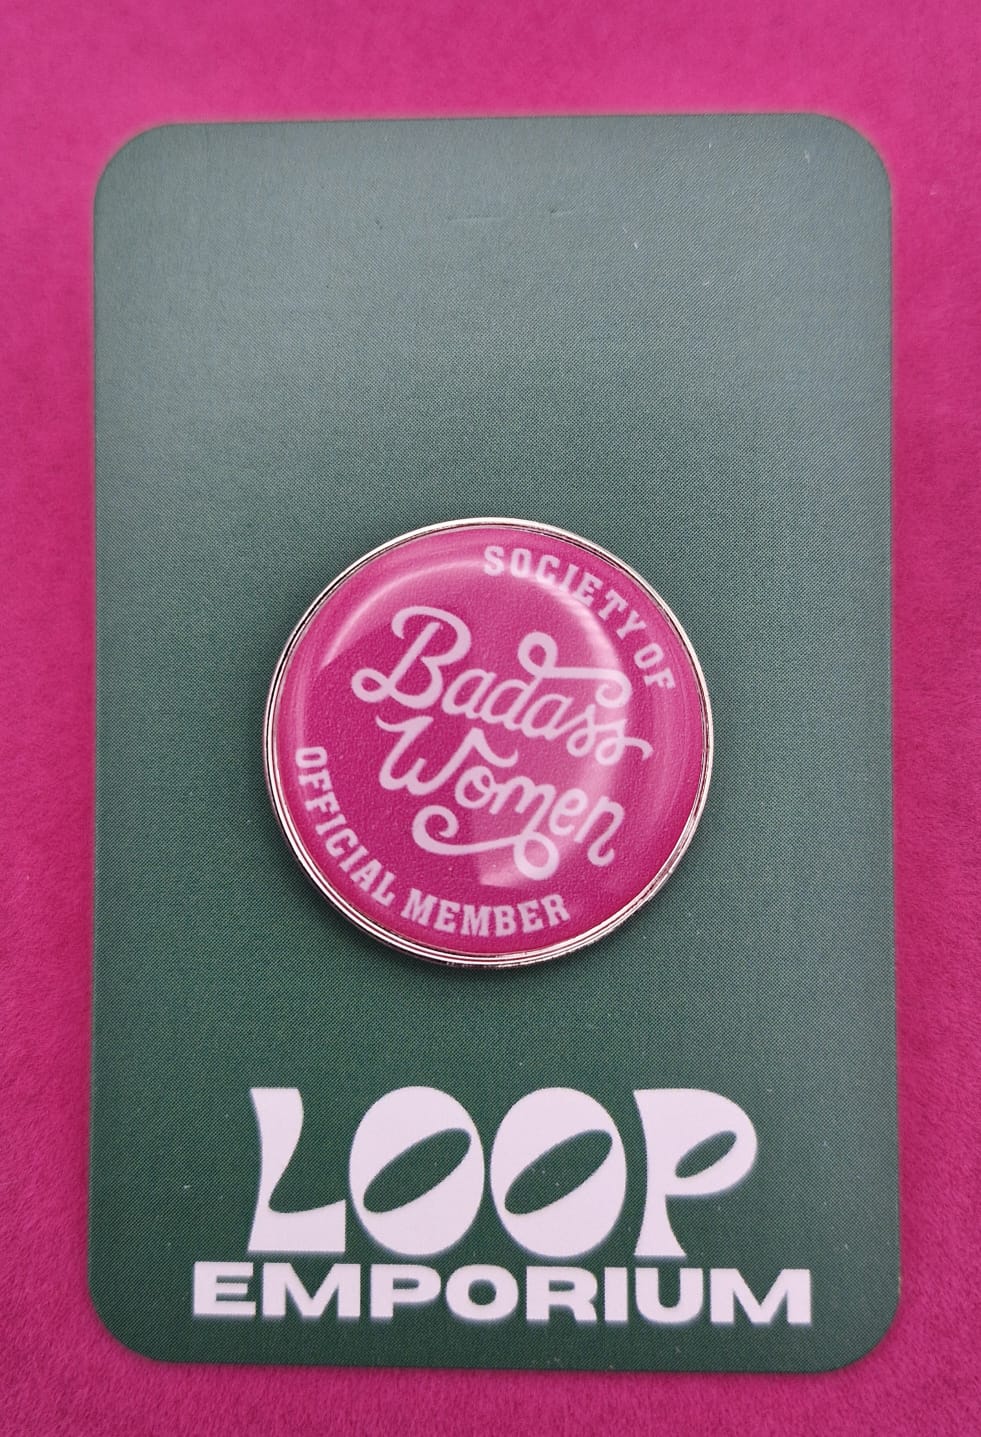 SOCIETY OF
Badass
Women
OFFICIAL MEMBER
LOOP
EMPORIUM